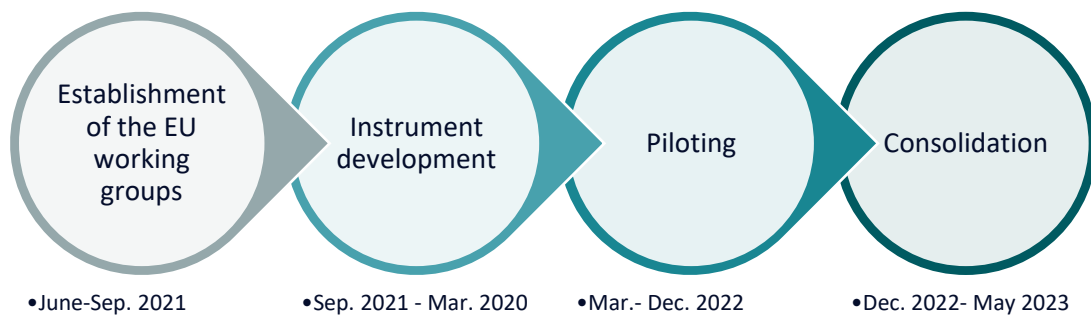 Establishment
of the EU
working
groups
Instrument
development
Piloting
Consolidation
•June-Sep. 2021
•Sep. 2021 - Mar. 2020
•Mar.- Dec. 2022
•Dec. 2022- May 2023